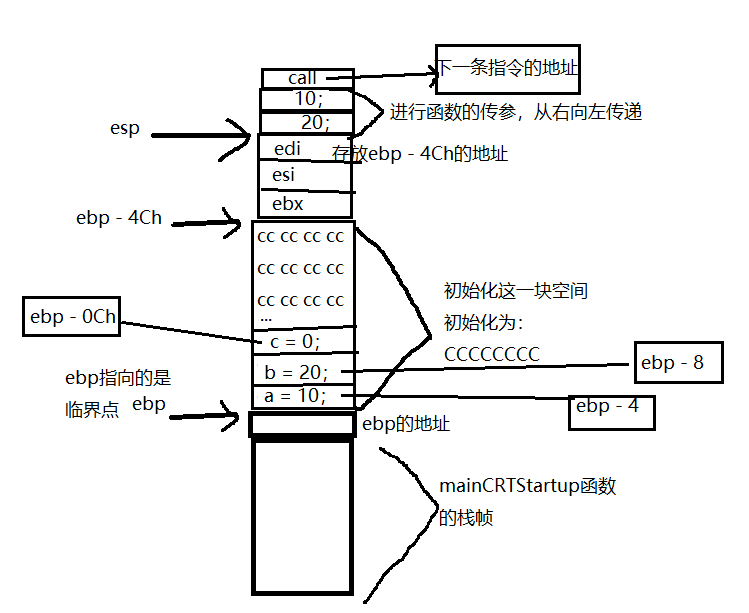 call
下一条指令的地址
10；
进行函数的传参，从右向左传递
20；
esp
edi
存放ebp - 4Ch的地址
esi
ebx
ebp - 4Ch
cc cc cc cc
cc cc cc cc
cc cc cc cc
...
初始化这一块空间
初始化为：
CCCCCCCC
ebp - 0Ch
c = 0;
b = 20;
ebp - 8
a = 10;
ebp - 4
ebp指向的是
临界点
ebp
ebp的地址
mainCRTStartup函数
的栈帧